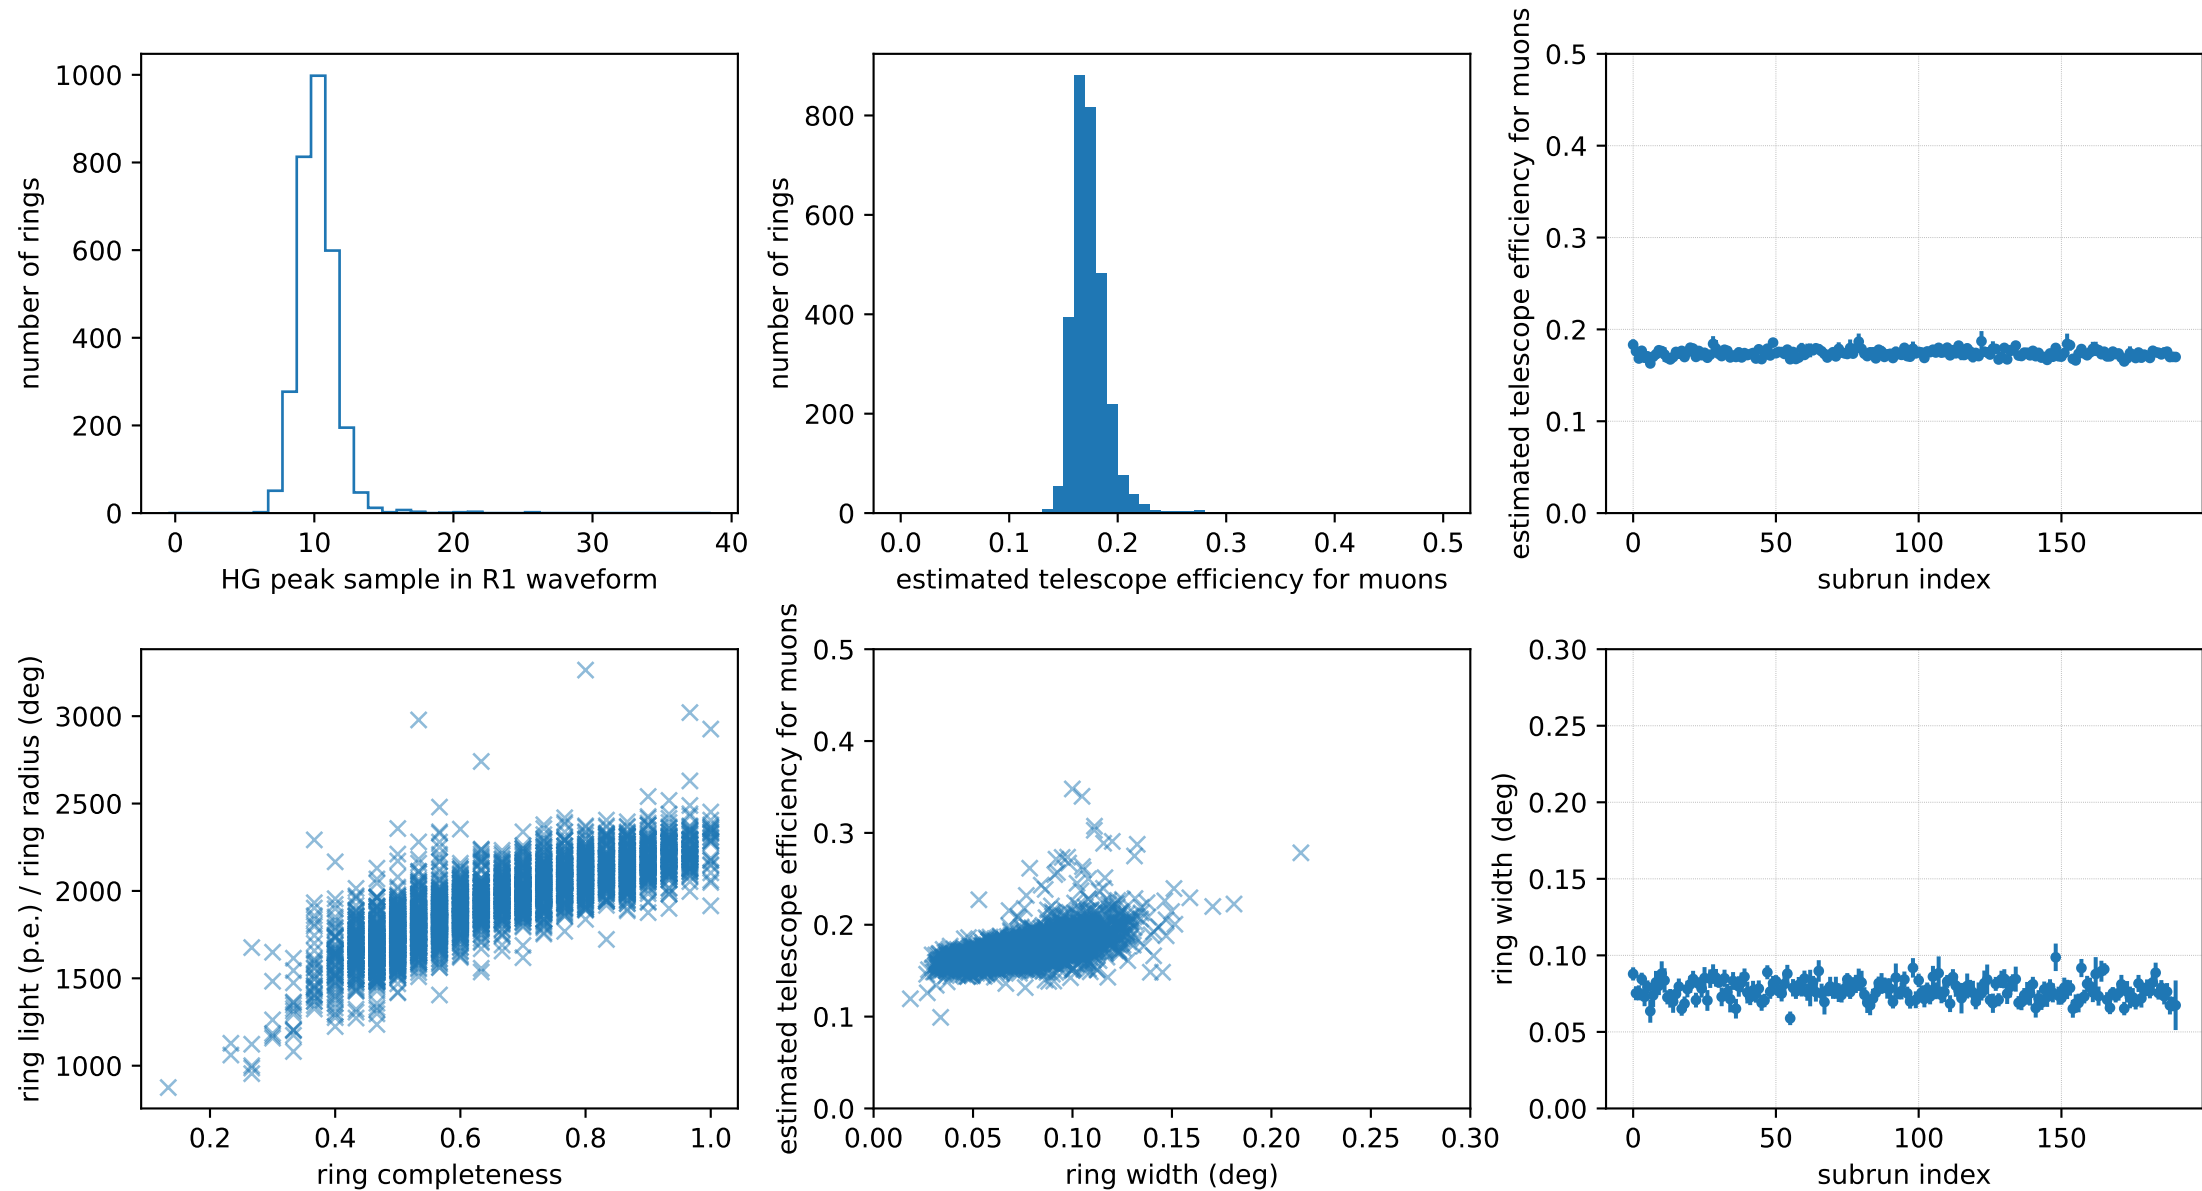 1000
800
600
400
200
0
number of rings
0 10 20 30 40
HG peak sample in R1 waveform
800
600
400
200
0
number of rings
0.0 0.1 0.2 0.3 0.4 0.5
estimated telescope efficiency for muons
0.5
0.4
0.3
0.2
0.1
0.0
estimated telescope efficiency for muons
0 50 100 150
subrun index
3000
2500
2000
1500
1000
ring light (p.e.) / ring radius (deg)
0.2 0.4 0.6 0.8 1.0
ring completeness
0.5
0.4
0.3
0.2
0.1
0.0
estimated telescope efficiency for muons
0.00 0.05 0.10 0.15 0.20 0.25 0.30
ring width (deg)
0.30
0.25
0.20
0.15
0.10
0.05
0.00
ring width (deg)
0 50 100 150
subrun index